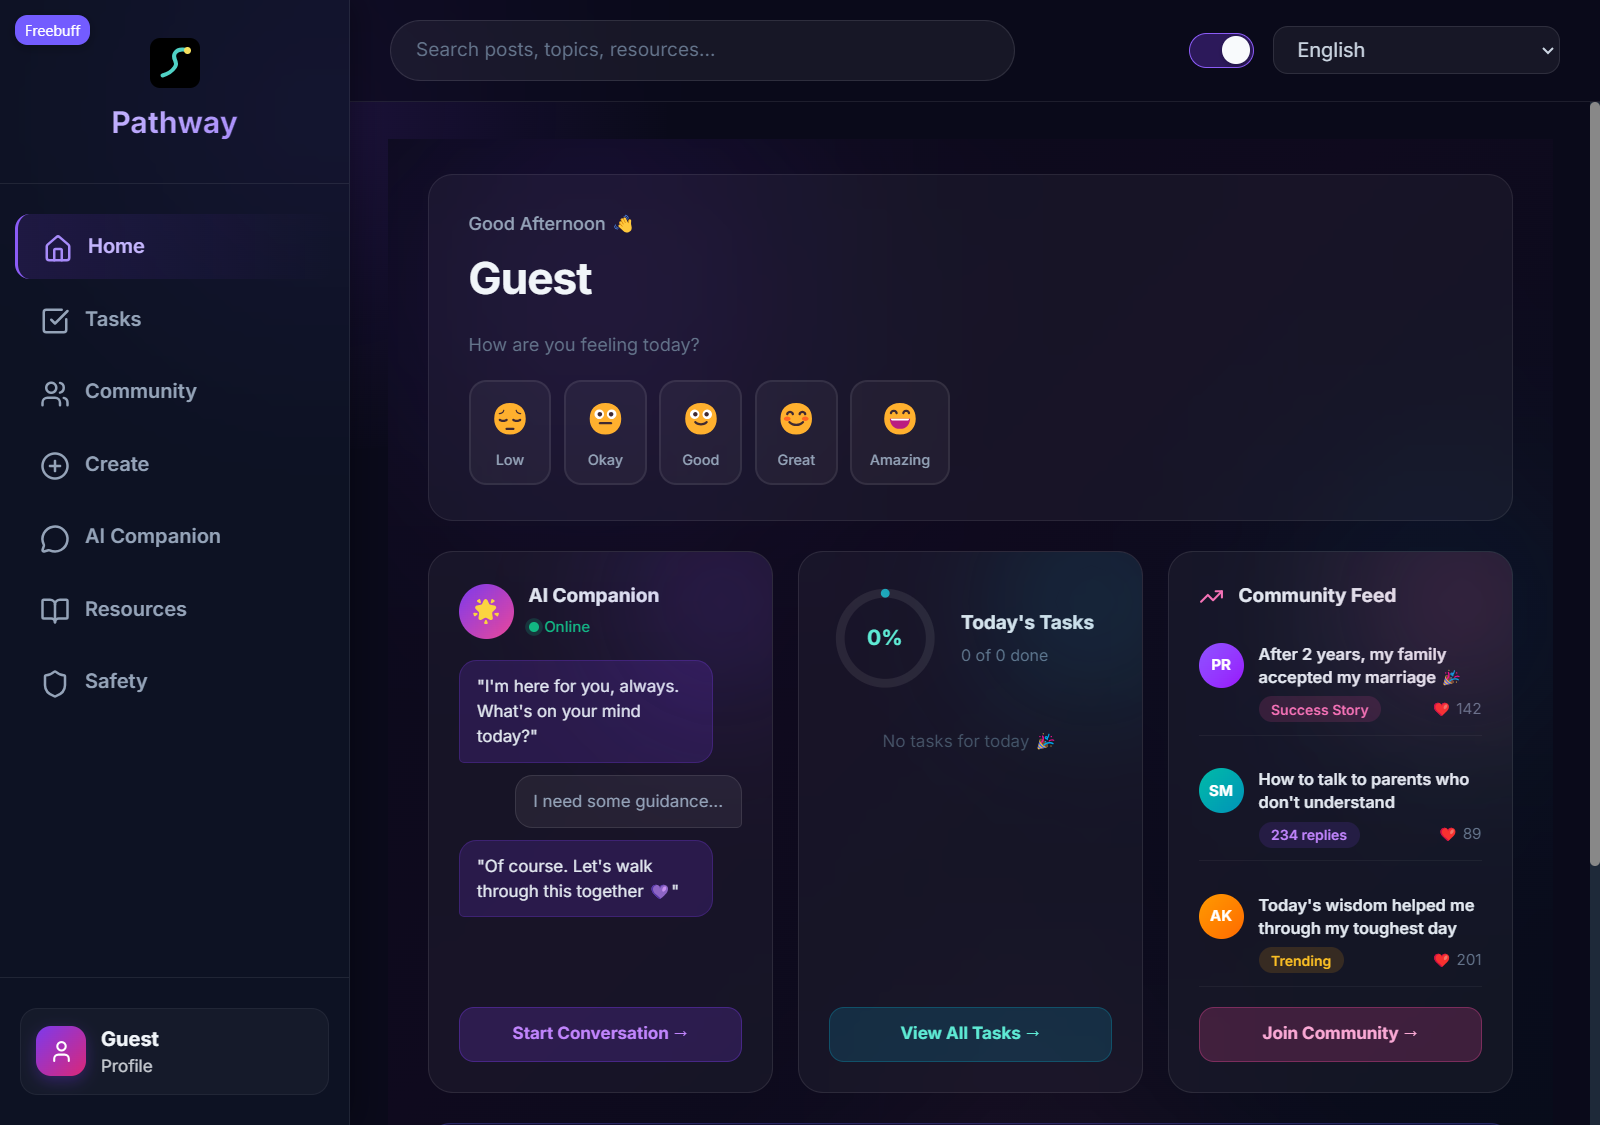 Freebuff
Pathway
Search posts, topics, resources...
English
Home
Tasks
Community
Create
AI Companion
Resources
Safety
Guest
Profile
Good Afternoon 👋
Guest
How are you feeling today?
Low
Okay
Good
Great
Amazing
AI Companion
Online
"I'm here for you, always.
What's on your mind
today?"
I need some guidance...
"Of course. Let's walk
through this together 💜"
Start Conversation →
0%
Today's Tasks
0 of 0 done
No tasks for today 🎉
View All Tasks →
Community Feed
PR
After 2 years, my family
accepted my marriage 🎉
Success Story
❤️ 142
SM
How to talk to parents who
don't understand
234 replies
❤️ 89
AK
Today's wisdom helped me
through my toughest day
Trending
❤️ 201
Join Community →